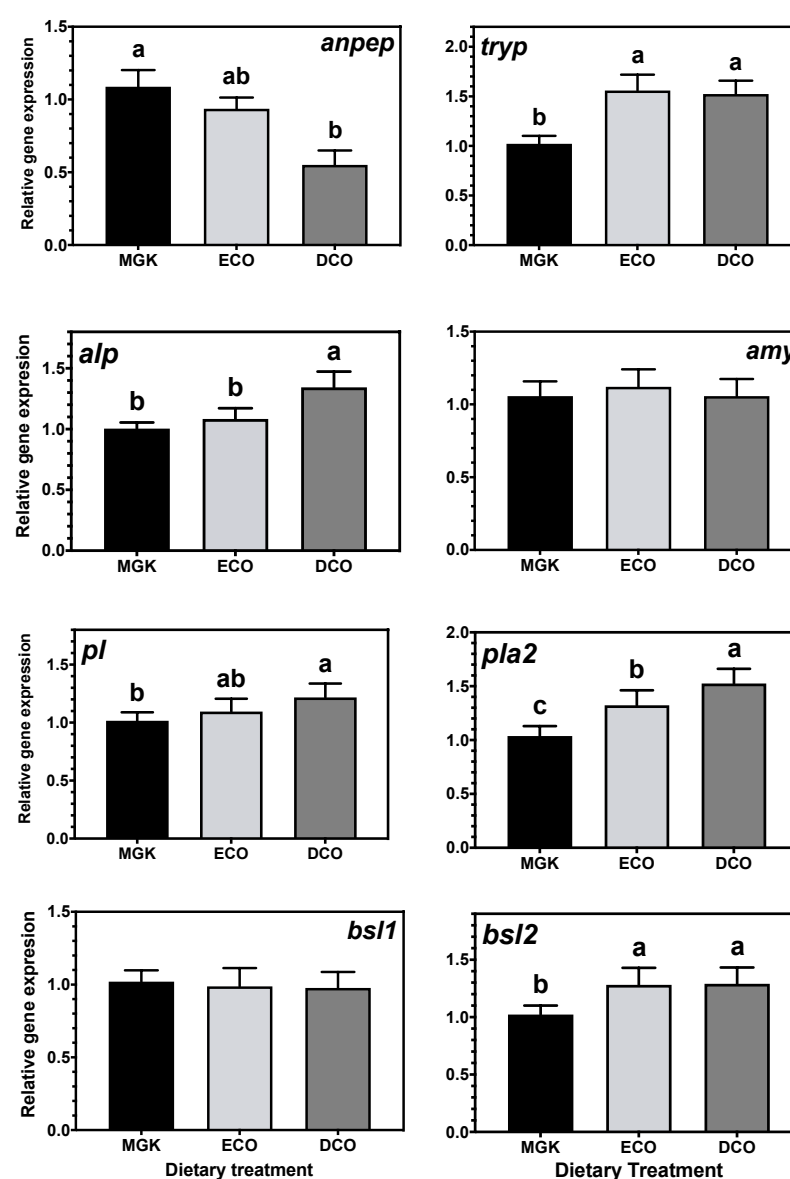 anpep
Relative gene expression
1.5
1.0
0.5
0.0
a
ab
b
MGK ECO DCO
tryp
2.0
1.5
1.0
0.5
0.0
b
a
a
MGK ECO DCO
alp
Relative gene expresion
1.5
1.0
0.5
0.0
b
b
a
MGK ECO DCO
amy
1.5
1.0
0.5
0.0
MGK ECO DCO
pl
Relative gene expression
1.5
1.0
0.5
0.0
b
ab
a
MGK ECO DCO
pla2
2.0
1.5
1.0
0.5
0.0
c
b
a
MGK ECO DCO
bsl1
Relative gene expression
1.5
1.0
0.5
0.0
MGK ECO DCO
Dietary treatment
bsl2
1.5
1.0
0.5
0.0
b
a
a
MGK ECO DCO
Dietary Treatment